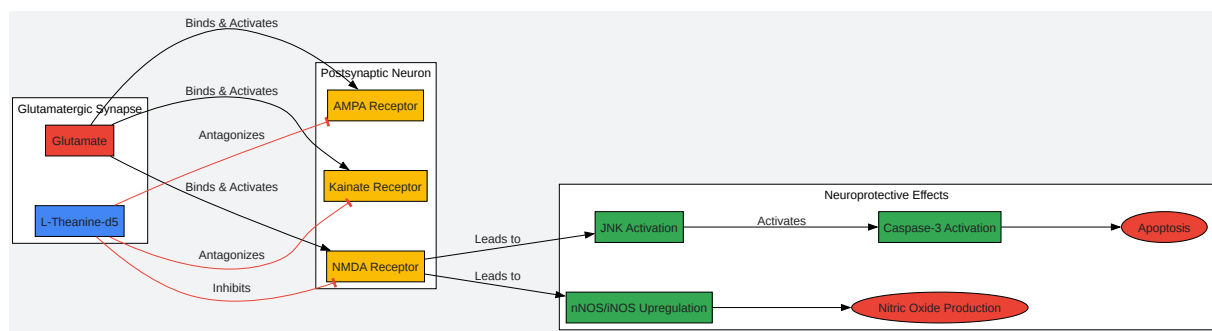 Binds & Activates
Postsynaptic Neuron
Binds & Activates
AMPA Receptor
Glutamatergic Synapse
Glutamate
Antagonizes
Binds & Activates
Kainate Receptor
Neuroprotective Effects
L-Theanine-d5
JNK Activation
Activates
Caspase-3 Activation
Apoptosis
Leads to
Antagonizes
NMDA Receptor
Leads to
Inhibits
nNOS/iNOS Upregulation
Nitric Oxide Production